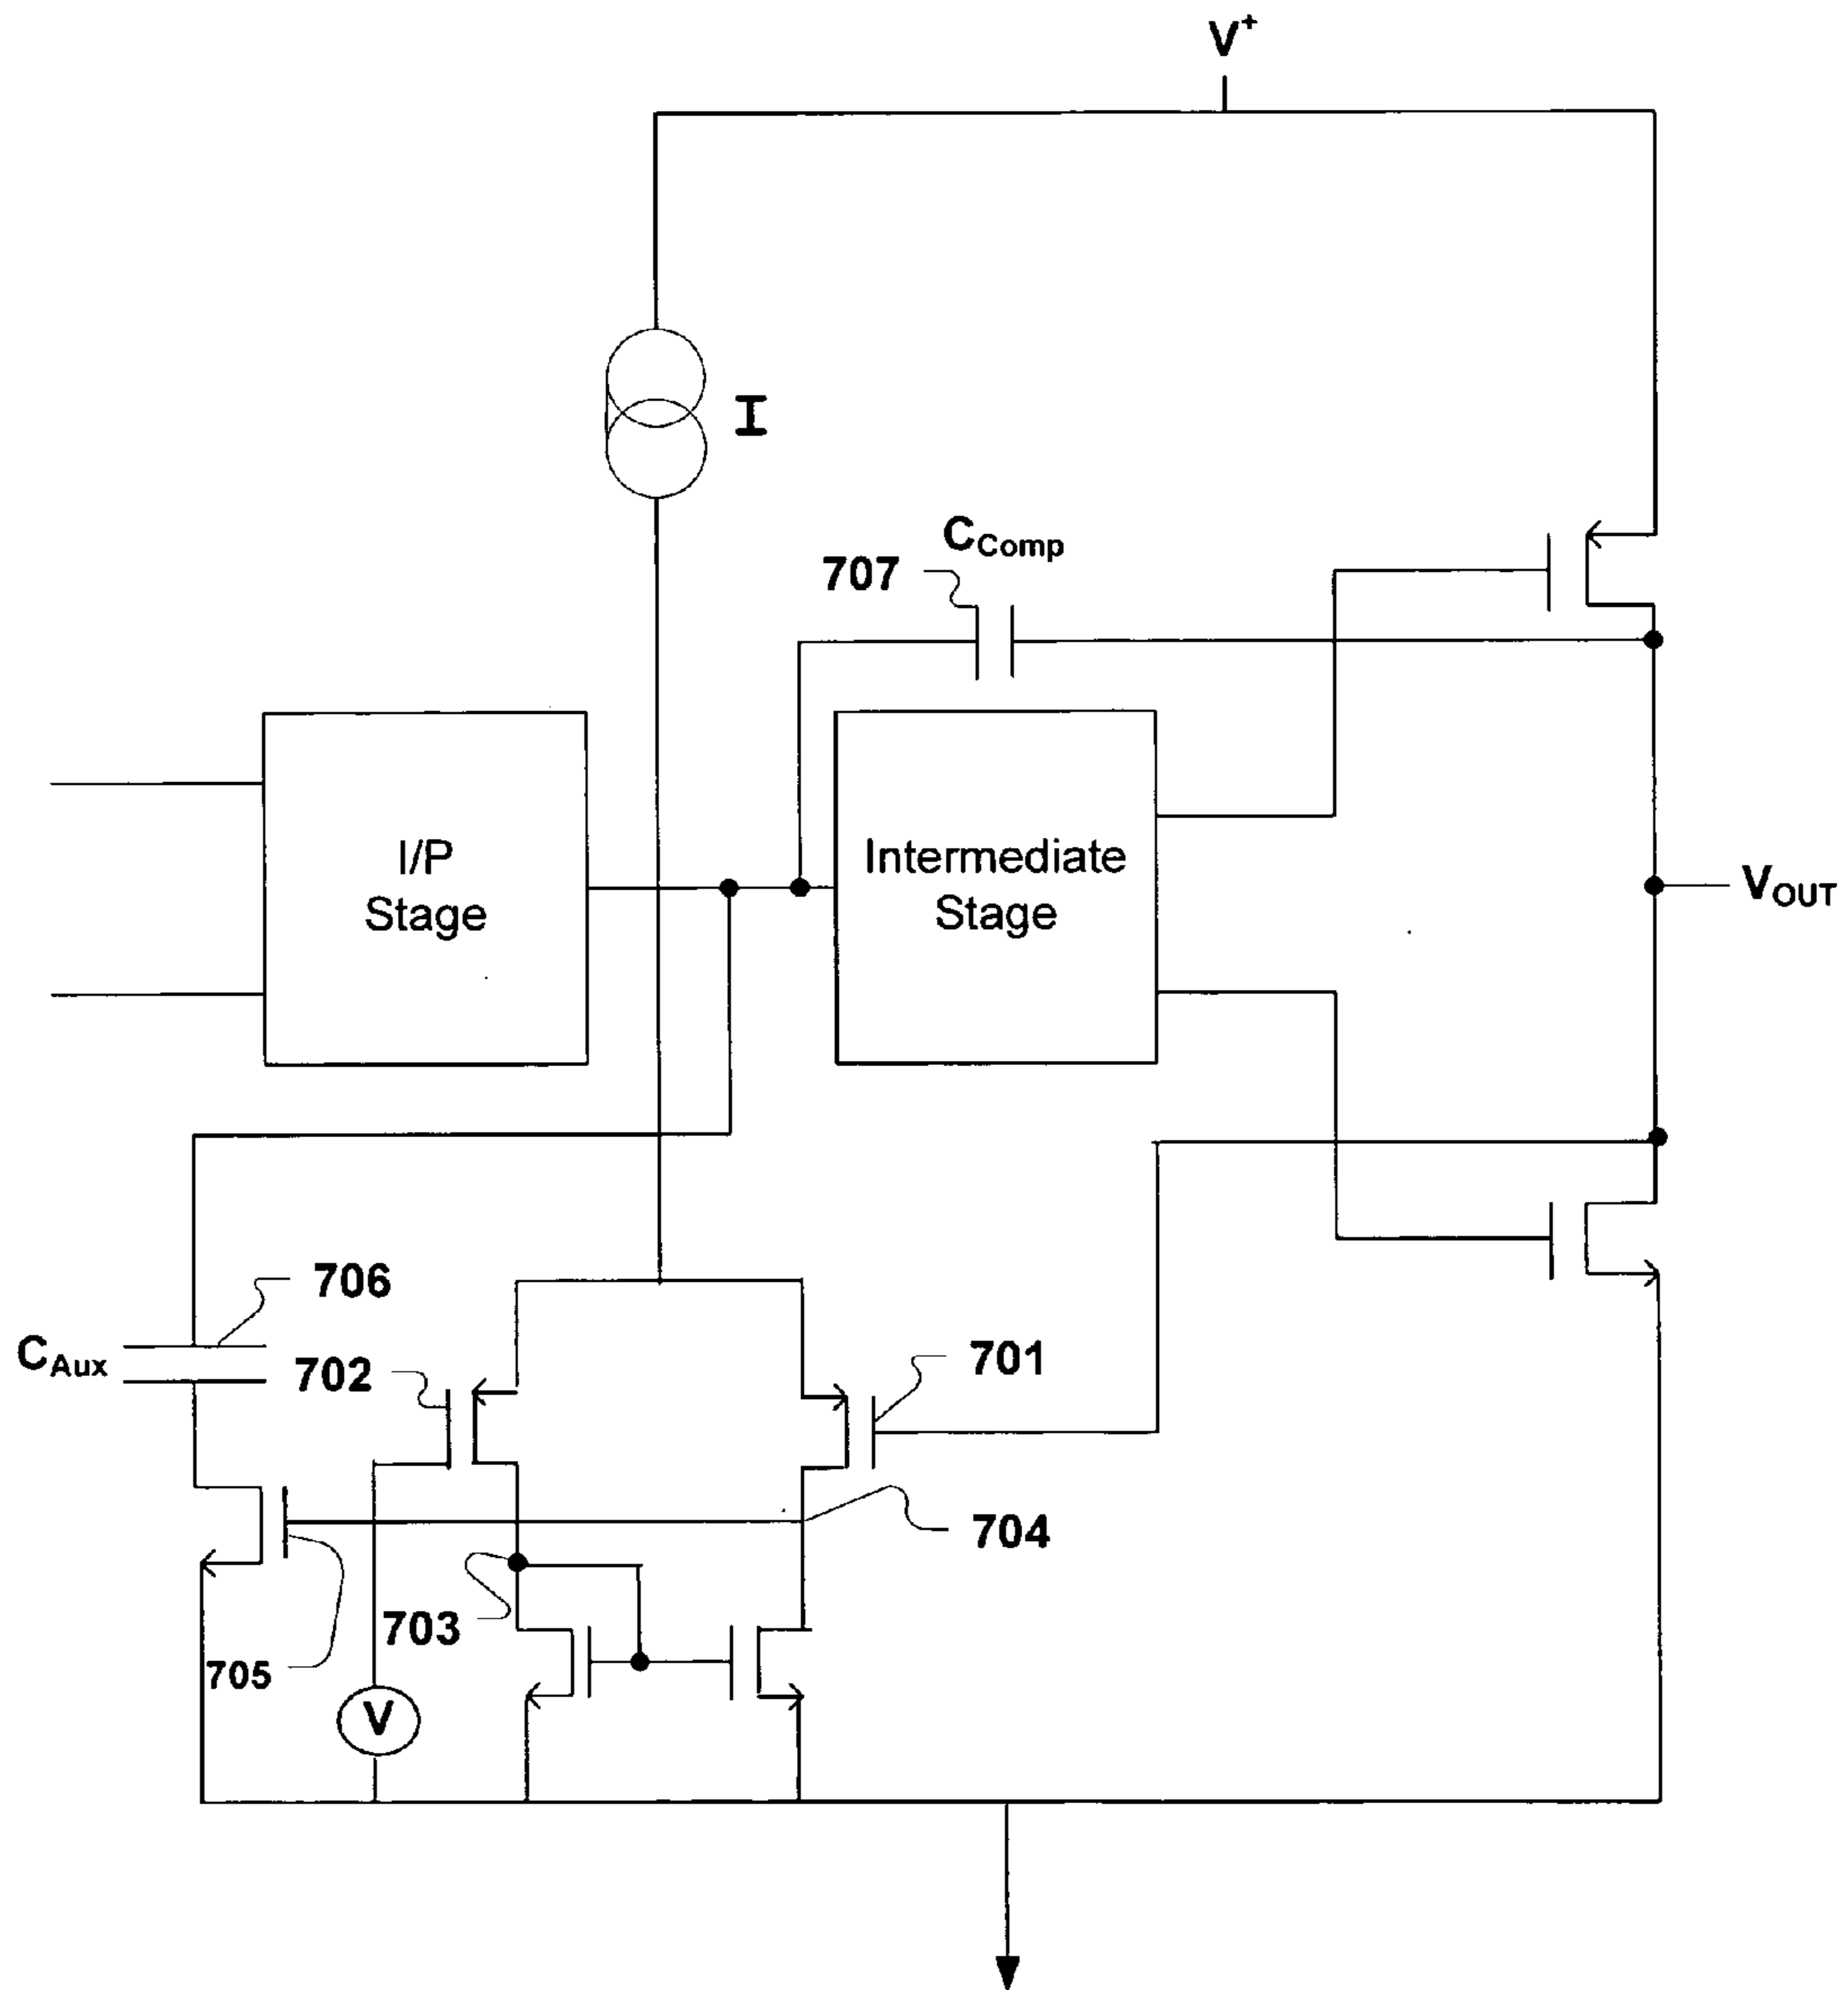 V+
I
CComp
707
I/P
Stage
Intermediate
Stage
VOUT
706
CAux
702
701
704
703
705
V